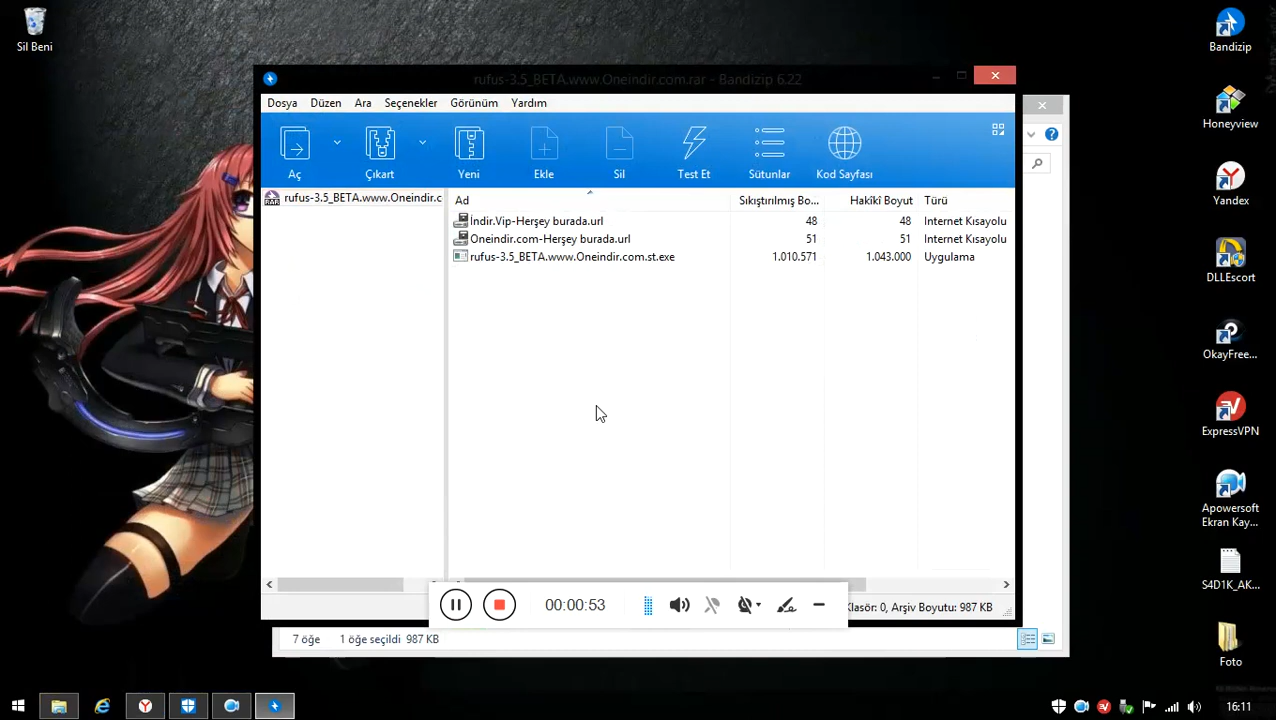 Sil Beni
rufus-3.5_BETA.www.Oneindir.com.rar - Bandizip 6.22
Dosya Düzen Ara Seçenekler Görünüm Yardım
Aç Çıkart Yeni Ekle Sil Test Et Sütunlar Kod Sayfası
rufus-3.5_BETA.www.Oneindir.c
Ad Sıkıştırılmış Bo... Hakîkî Boyut Türü
İndir.Vip-Herşey burada.url 48 48 Internet Kısayolu
Oneindir.com-Herşey burada.url 51 51 Internet Kısayolu
rufus-3.5_BETA.www.Oneindir.com.st.exe 1.010.571 1.043.000 Uygulama
00:00:53
Klasör: 0, Arşiv Boyutu: 987 KB
7 öğe 1 öğe seçildi 987 KB
Bandizip
Honeyview
Yandex
DLLEscort
OkayFree...
ExpressVPN
Apowersoft
Ekran Kay...
S4D1K_AK...
Foto
16:11